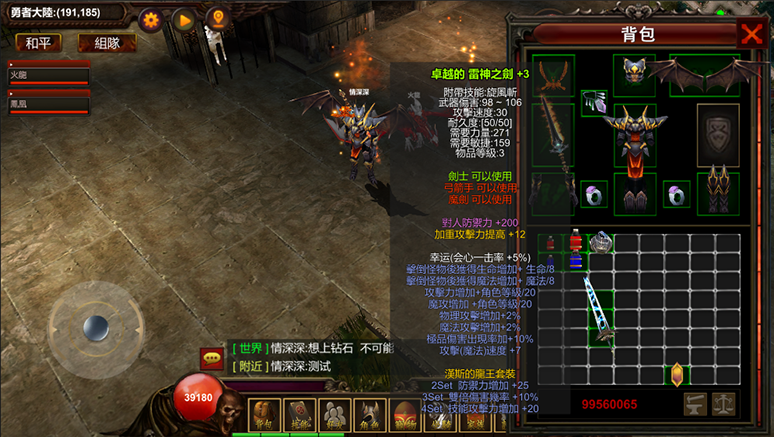 勇者大陸:(191,185)
和平
組隊
火龍
鳳凰
情深深
火龍
背包
卓越的 雷神之劍 +3
附帶技能:旋風斬
武器傷害:98 ~ 106
攻擊速度:30
耐久度:[50/50]
需要力量:271
需要敏捷:159
物品等級:3
劍士 可以使用
弓箭手 可以使用
魔劍 可以使用
對人防禦力 +200
加重攻擊力提高 +12
幸运(会心一击率 +5%)
擊倒怪物後獲得生命增加+ 生命/8
擊倒怪物後獲得魔法增加+ 魔法/8
攻擊力增加+角色等級/20
魔攻增加 +角色等級/20
物理攻擊增加+2%
魔法攻擊增加+2%
極品傷害出現率加+10%
攻擊(魔法)速度 +7
漢斯的龍王套裝
2Set 防禦力增加 +25
3Set 雙倍傷害幾率 +10%
4Set 技能攻擊力增加 +20
[ 世界 ] 情深深:想上钻石 不可能
[ 附近 ] 情深深:测试
39180
背包
技能
角色
99560065